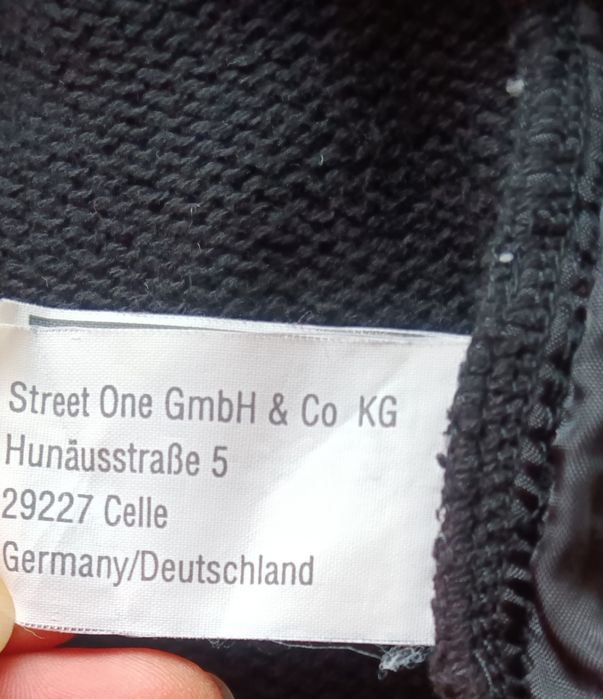 Street One GmbH & Co KG
Hunäusstraße 5
29227 Celle
Germany/Deutschland